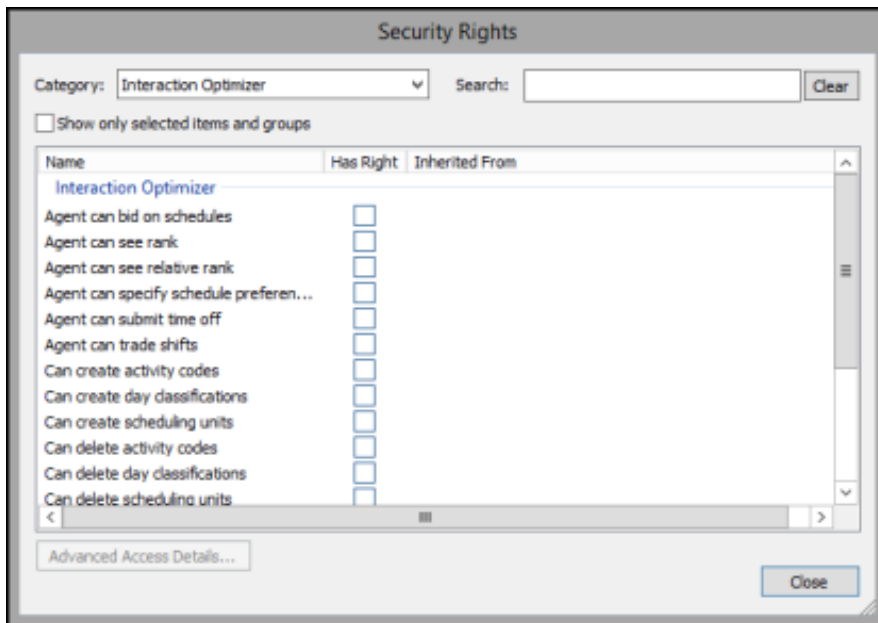 Security Rights
Category: Interaction Optimizer Search: Clear
Show only selected items and groups
Name Has Right Inherited From
Interaction Optimizer
Agent can bid on schedules
Agent can see rank
Agent can see relative rank
Agent can specify schedule preferen...
Agent can submit time off
Agent can trade shifts
Can create activity codes
Can create day classifications
Can create scheduling units
Can delete activity codes
Can delete day classifications
Can delete scheduling units
Advanced Access Details...
Close